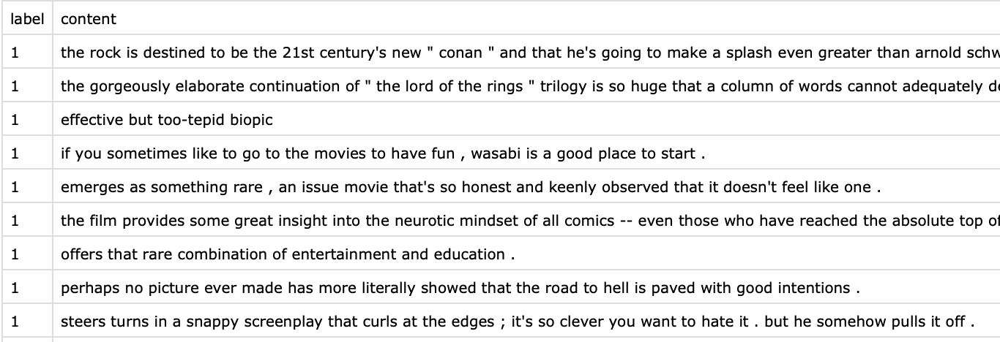 label content
1 the rock is destined to be the 21st century's new " conan " and that he's going to make a splash even greater than arnold schw
1 the gorgeously elaborate continuation of " the lord of the rings " trilogy is so huge that a column of words cannot adequately de
1 effective but too-tepid biopic
1 if you sometimes like to go to the movies to have fun , wasabi is a good place to start .
1 emerges as something rare , an issue movie that's so honest and keenly observed that it doesn't feel like one .
1 the film provides some great insight into the neurotic mindset of all comics -- even those who have reached the absolute top of
1 offers that rare combination of entertainment and education .
1 perhaps no picture ever made has more literally showed that the road to hell is paved with good intentions .
1 steers turns in a snappy screenplay that curls at the edges ; it's so clever you want to hate it . but he somehow pulls it off .